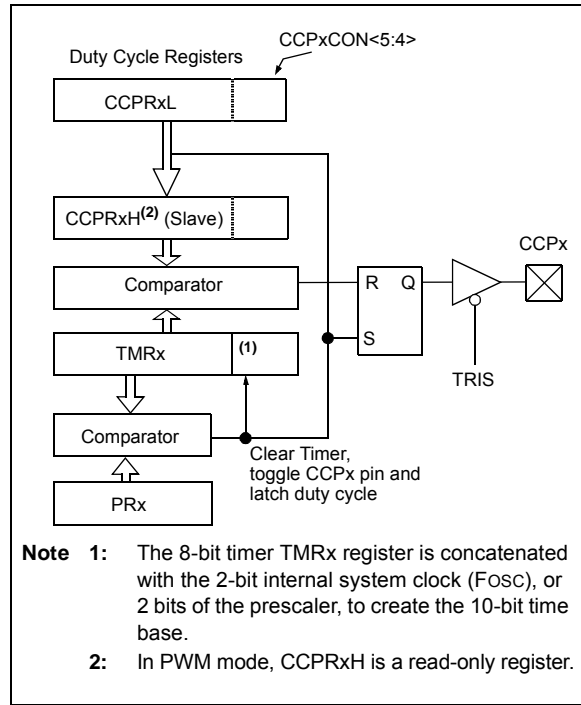 CCPxCON<5:4>
Duty Cycle Registers
CCPRxL
CCPRxH(2) (Slave)
CCPx
Comparator
R Q
TMRx
(1)
S
TRIS
Comparator
Clear Timer,
toggle CCPx pin and
latch duty cycle
PRx
Note 1: The 8-bit timer TMRx register is concatenated
with the 2-bit internal system clock (FOSC), or
2 bits of the prescaler, to create the 10-bit time
base.
2: In PWM mode, CCPRxH is a read-only register.